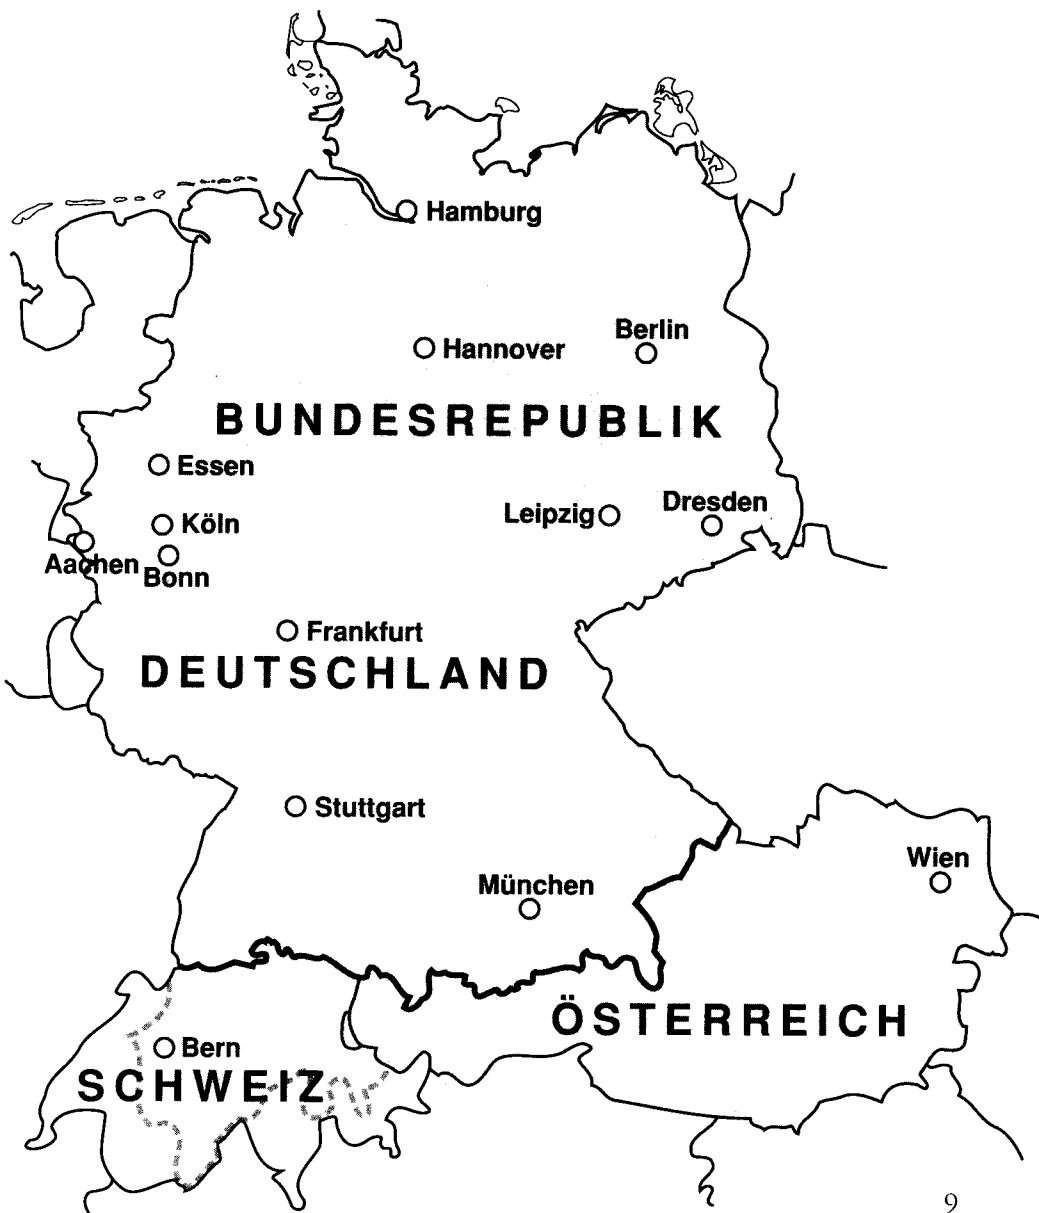 Hamburg
Berlin
Hannover
BUNDESREPUBLIK
Essen
Leipzig
Dresden
Köln
Aachen
Bonn
Frankfurt
DEUTSCHLAND
Stuttgart
Wien
München
ÖSTERREICH
Bern
SCHWEIZ
9